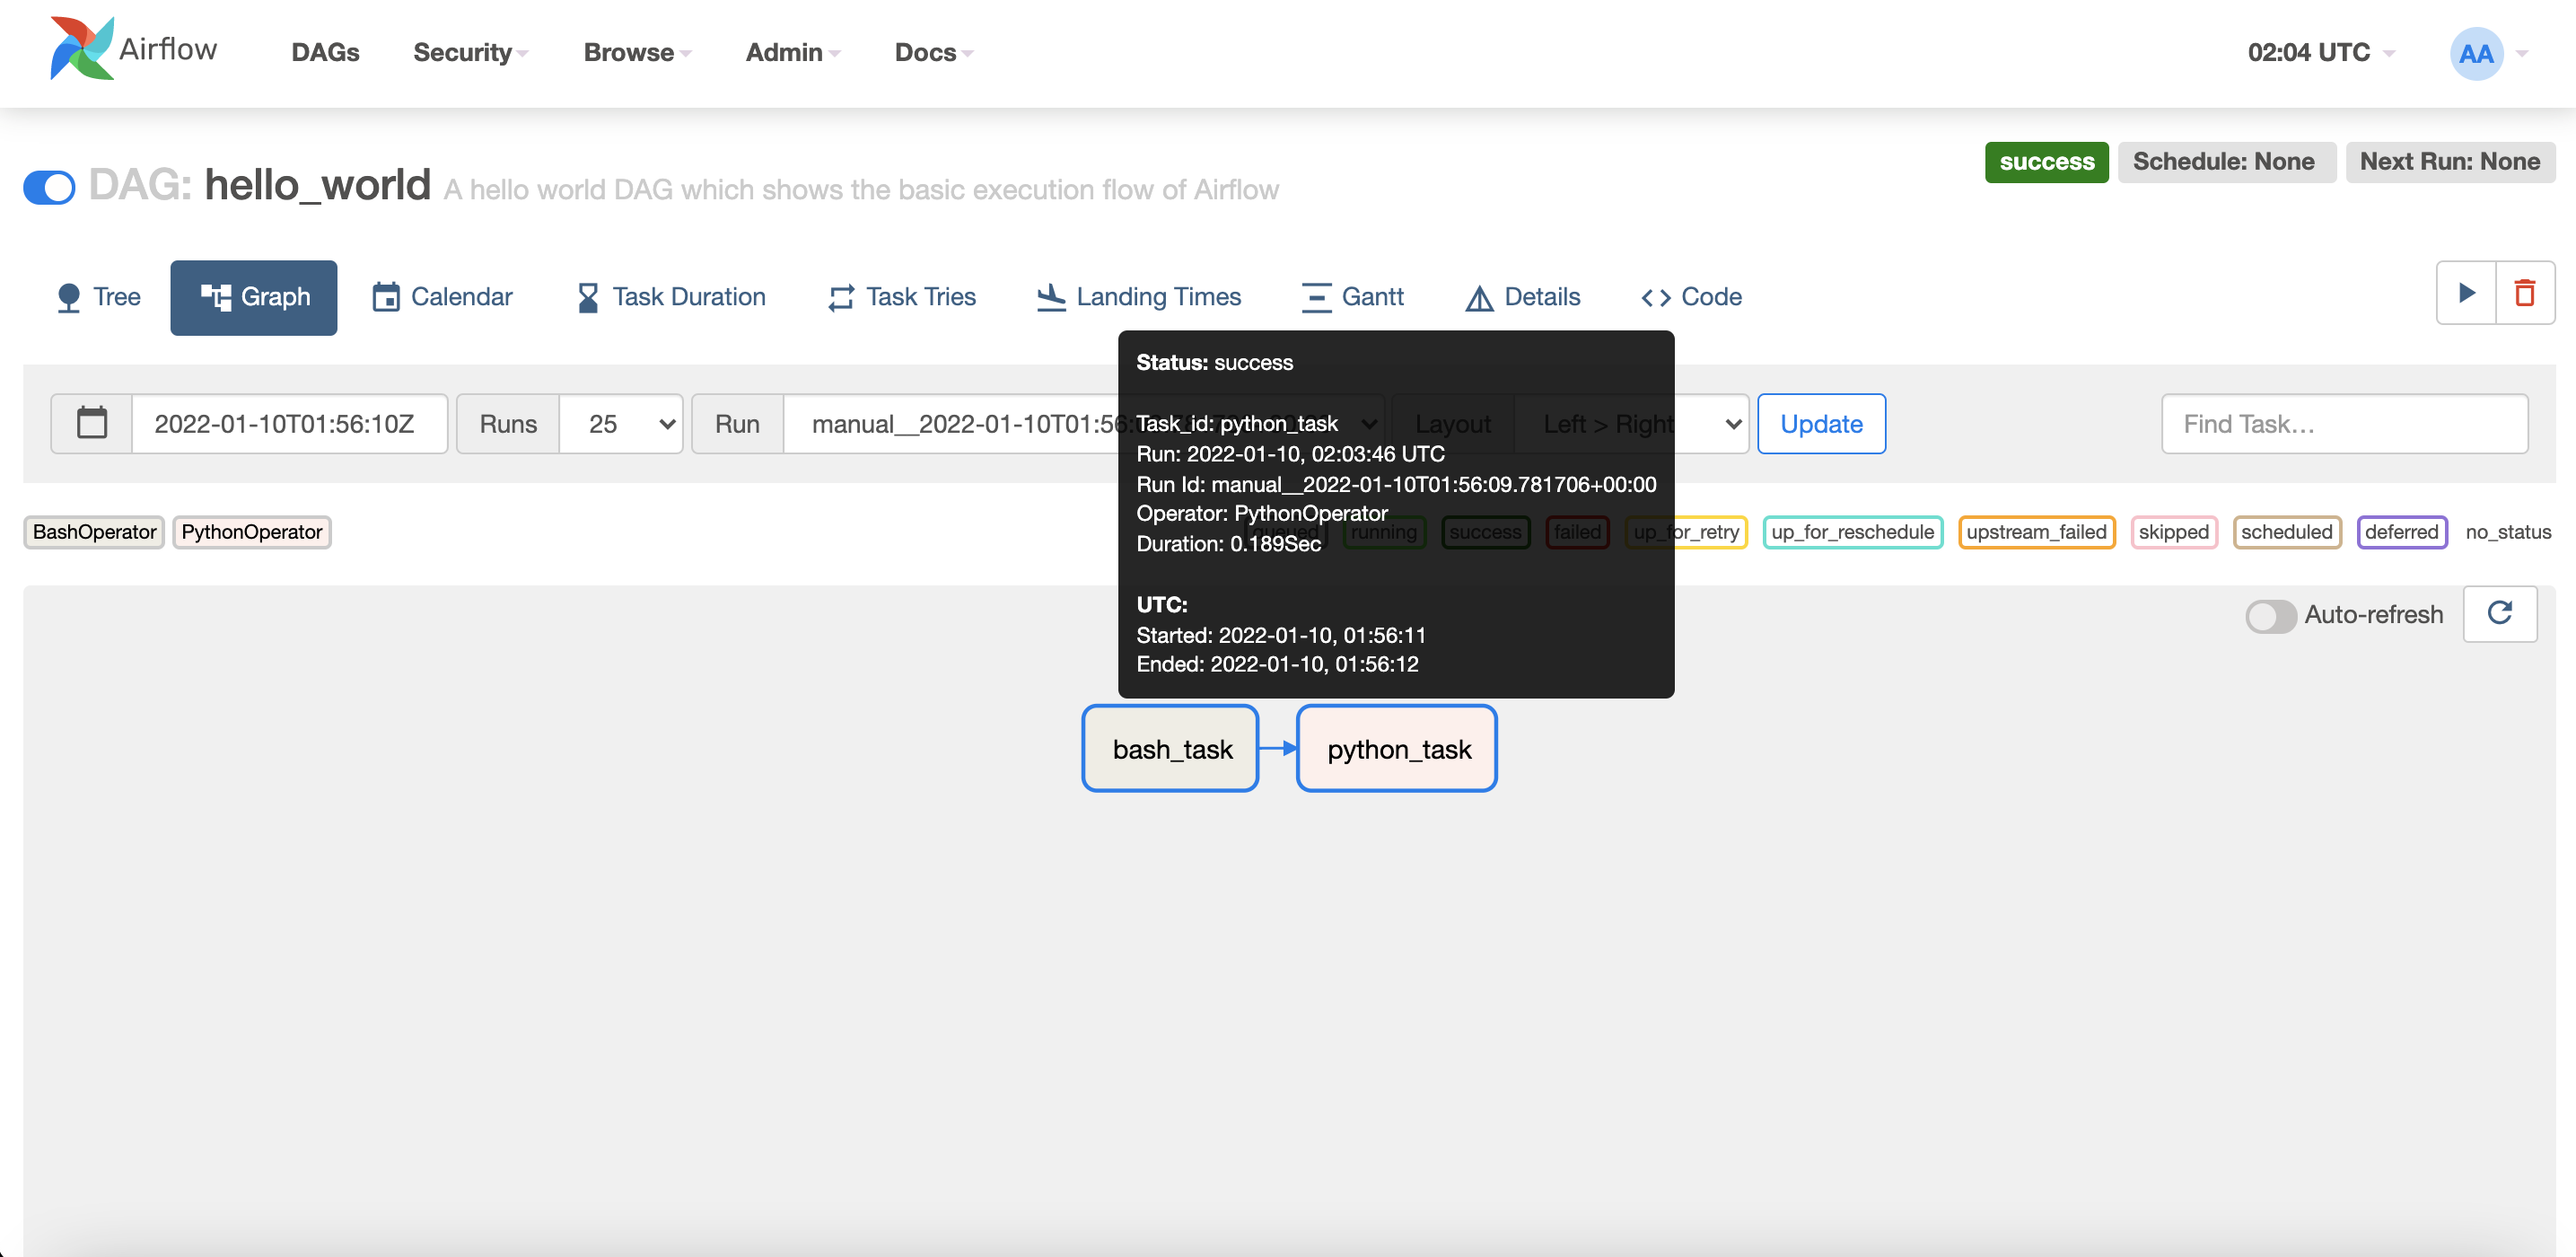 Airflow
DAGs Security Browse Admin Docs 02:04 UTC AA
success Schedule: None Next Run: None
DAG: hello_world A hello world DAG which shows the basic execution flow of Airflow
Tree Graph Calendar Task Duration Task Tries Landing Times Gantt Details Code
2022-01-10T01:56:10Z Runs 25 Run manual__2022-01-10T01:56: Layout Left > Right Update Find Task...
Status: success
Task_id: python_task
Run: 2022-01-10, 02:03:46 UTC
Run Id: manual__2022-01-10T01:56:09.781706+00:00
Operator: PythonOperator
Duration: 0.189Sec
UTC:
Started: 2022-01-10, 01:56:11
Ended: 2022-01-10, 01:56:12
BashOperator PythonOperator queued running success failed up_for_retry up_for_reschedule upstream_failed skipped scheduled deferred no_status
Auto-refresh
bash_task python_task